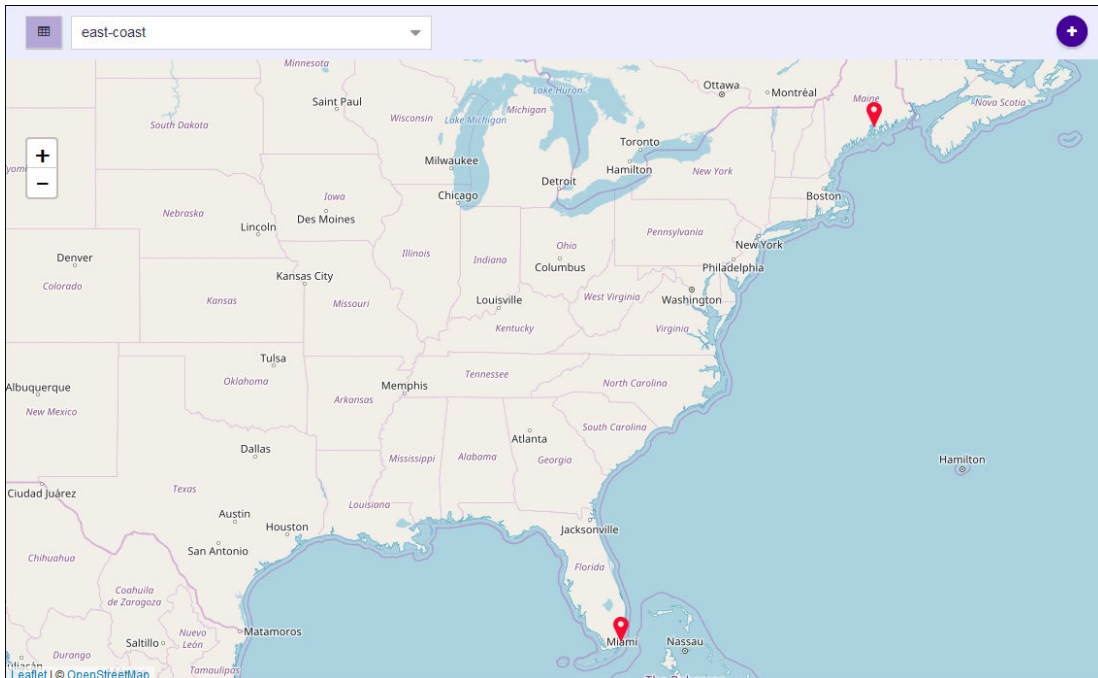 east-coast
+
+
−
Minnesota
Ottawa
Montréal
Maine
Nova Scotia
Lake Huron
Saint Paul
Wisconsin
Lake Michigan
Michigan
South Dakota
Toronto
Hamilton
New York
Milwaukee
Detroit
Boston
Chicago
Iowa
Des Moines
Nebraska
Lincoln
Pennsylvania
New York
Illinois
Indiana
Ohio
Columbus
Philadelphia
Denver
Colorado
Kansas City
Kansas
Missouri
Louisville
West Virginia
Washington
Kentucky
Virginia
Tulsa
Oklahoma
Tennessee
North Carolina
Albuquerque
Memphis
Arkansas
New Mexico
South Carolina
Atlanta
Dallas
Mississippi
Alabama
Georgia
Hamilton
Ciudad Juárez
Texas
Louisiana
Austin
Houston
Jacksonville
San Antonio
Chihuahua
Florida
Coahuila
de Zaragoza
Matamoros
Saltillo
Nuevo
León
Miami
Nassau
Durango
Tamaulipas
Leaflet | © OpenStreetMap